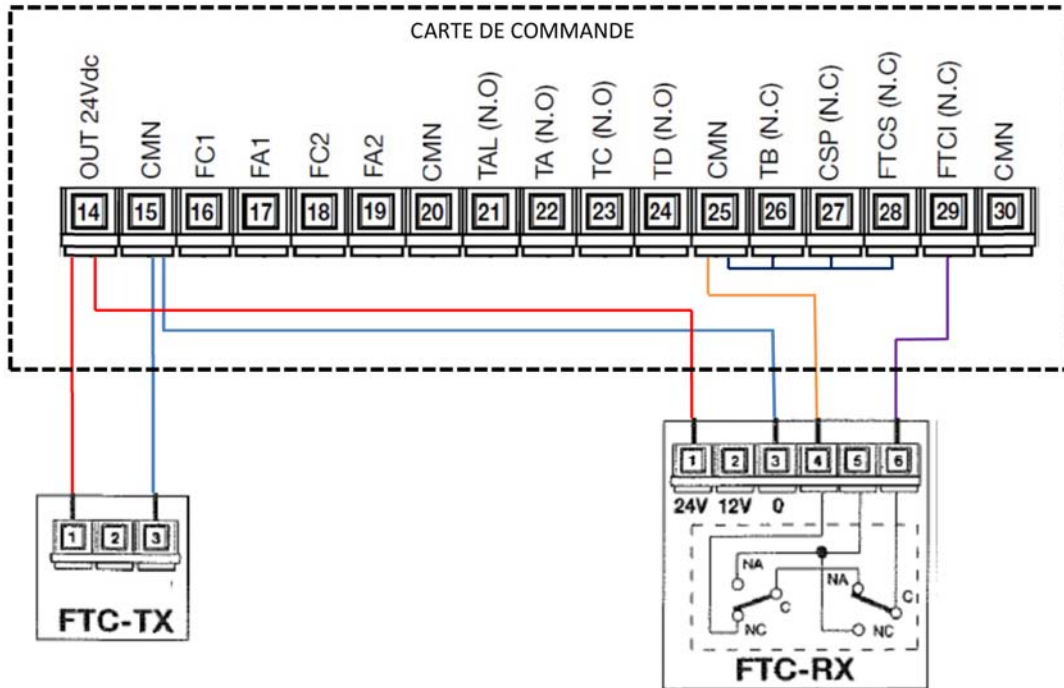 CARTE DE COMMANDE
OUT 24Vdc
CMN
FC1
FA1
FC2
FA2
CMN
TAL (N.O)
TA (N.O)
TC (N.O)
TD (N.O)
CMN
TB (N.C)
CSP (N.C)
FTCS (N.C)
FTCI (N.C)
CMN
14 15 16 17 18 19 20 21 22 23 24 25 26 27 28 29 30
1 2 3 4 5 6
24V 12V 0
1 2 3
NA
NA
C
C
NC
NC
FTC-TX
FTC-RX